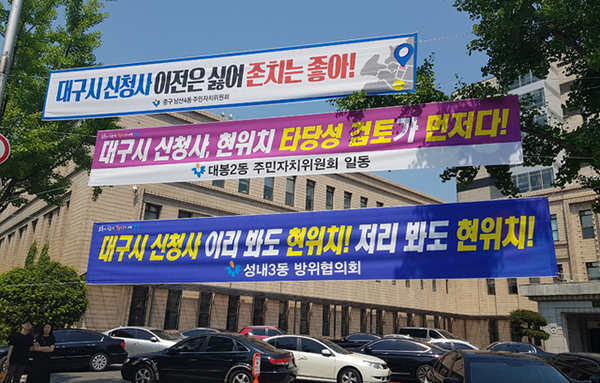 대구시 신청사 이전은 싫어 존치는 좋아!
중구 남산4동 주민자치위원회
대구시 신청사, 현위치 타당성 검토가 먼저다!
대봉2동 주민자치위원회 일동
대구시 신청사 이리 봐도 현위치! 저리 봐도 현위치!
성내3동 방위협의회